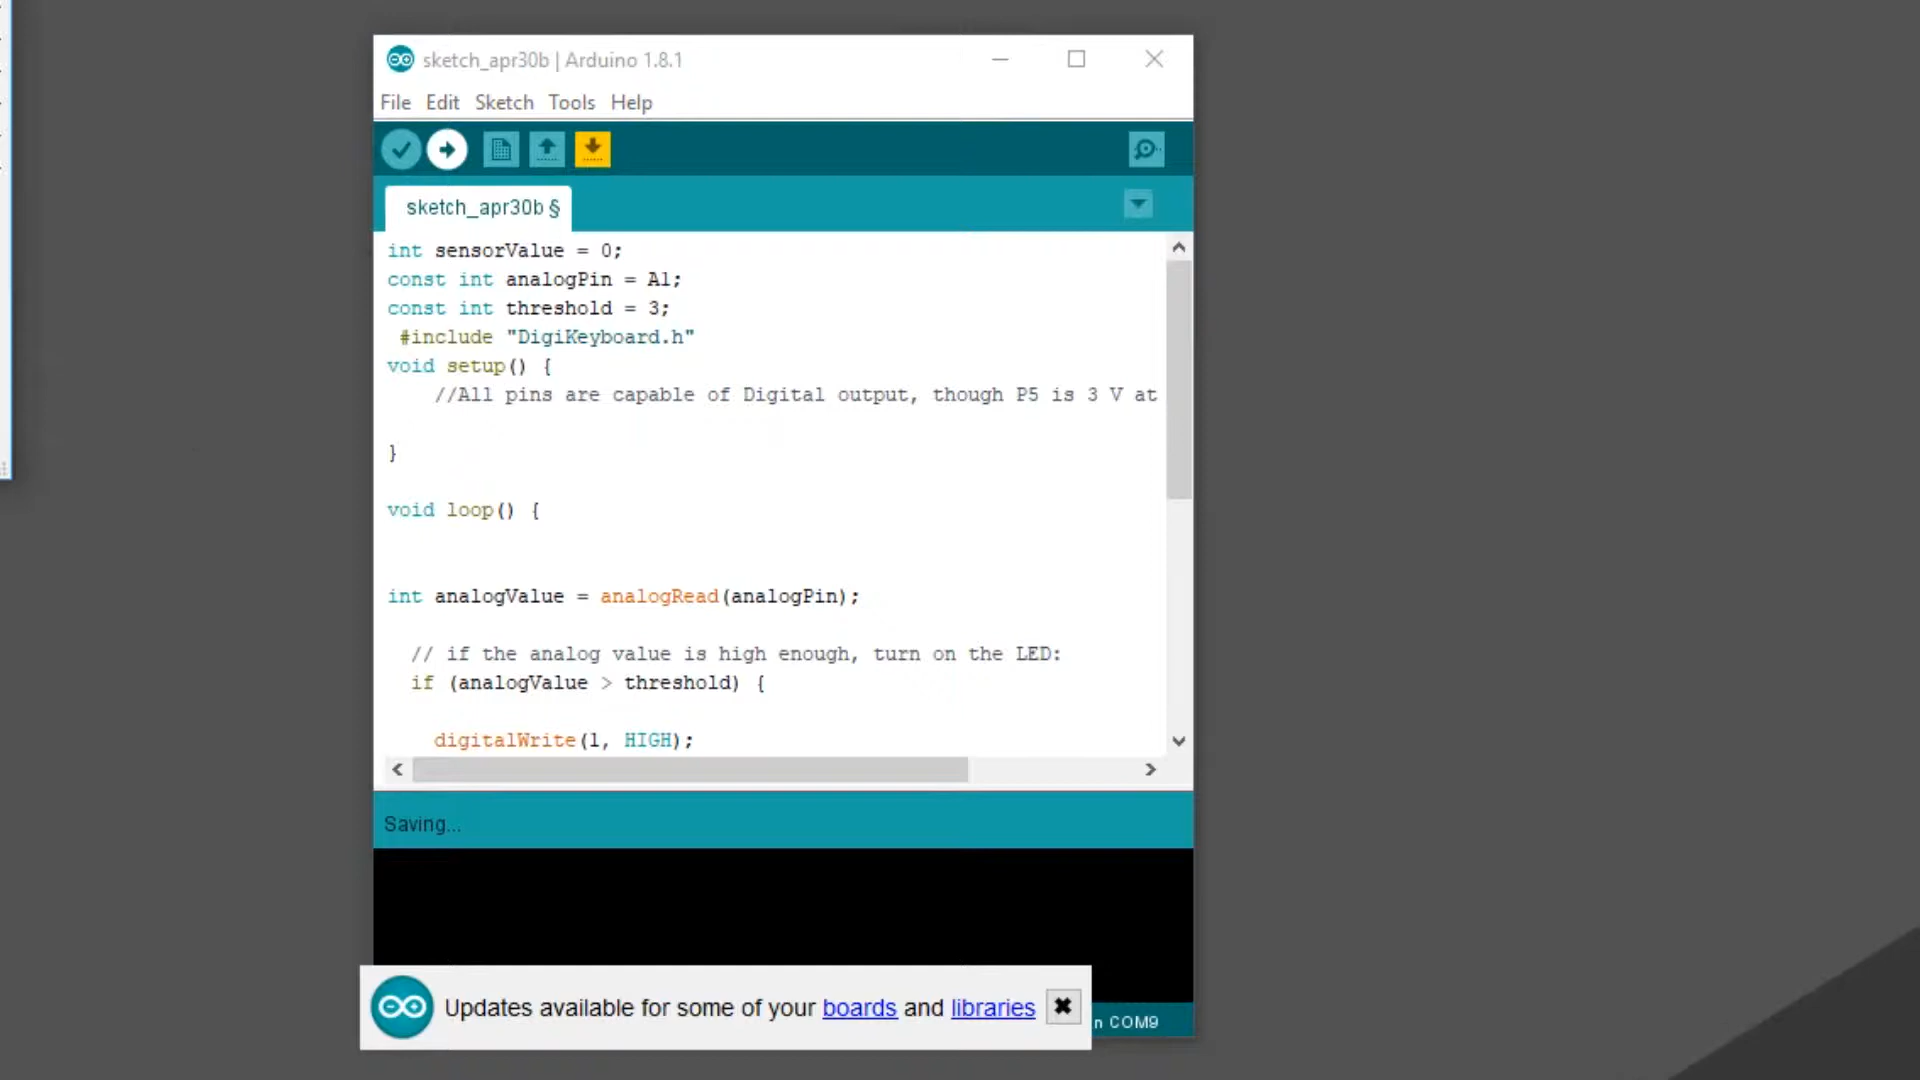 sketch_apr30b | Arduino 1.8.1
File Edit Sketch Tools Help
sketch_apr30b §
int sensorValue = 0;
const int analogPin = A1;
const int threshold = 3;
#include "DigiKeyboard.h"
void setup() {
//All pins are capable of Digital output, though P5 is 3 V at
}
void loop() {
int analogValue = analogRead(analogPin);
// if the analog value is high enough, turn on the LED:
if (analogValue > threshold) {
digitalWrite(1, HIGH);
Saving...
Updates available for some of your boards and libraries
n COM9